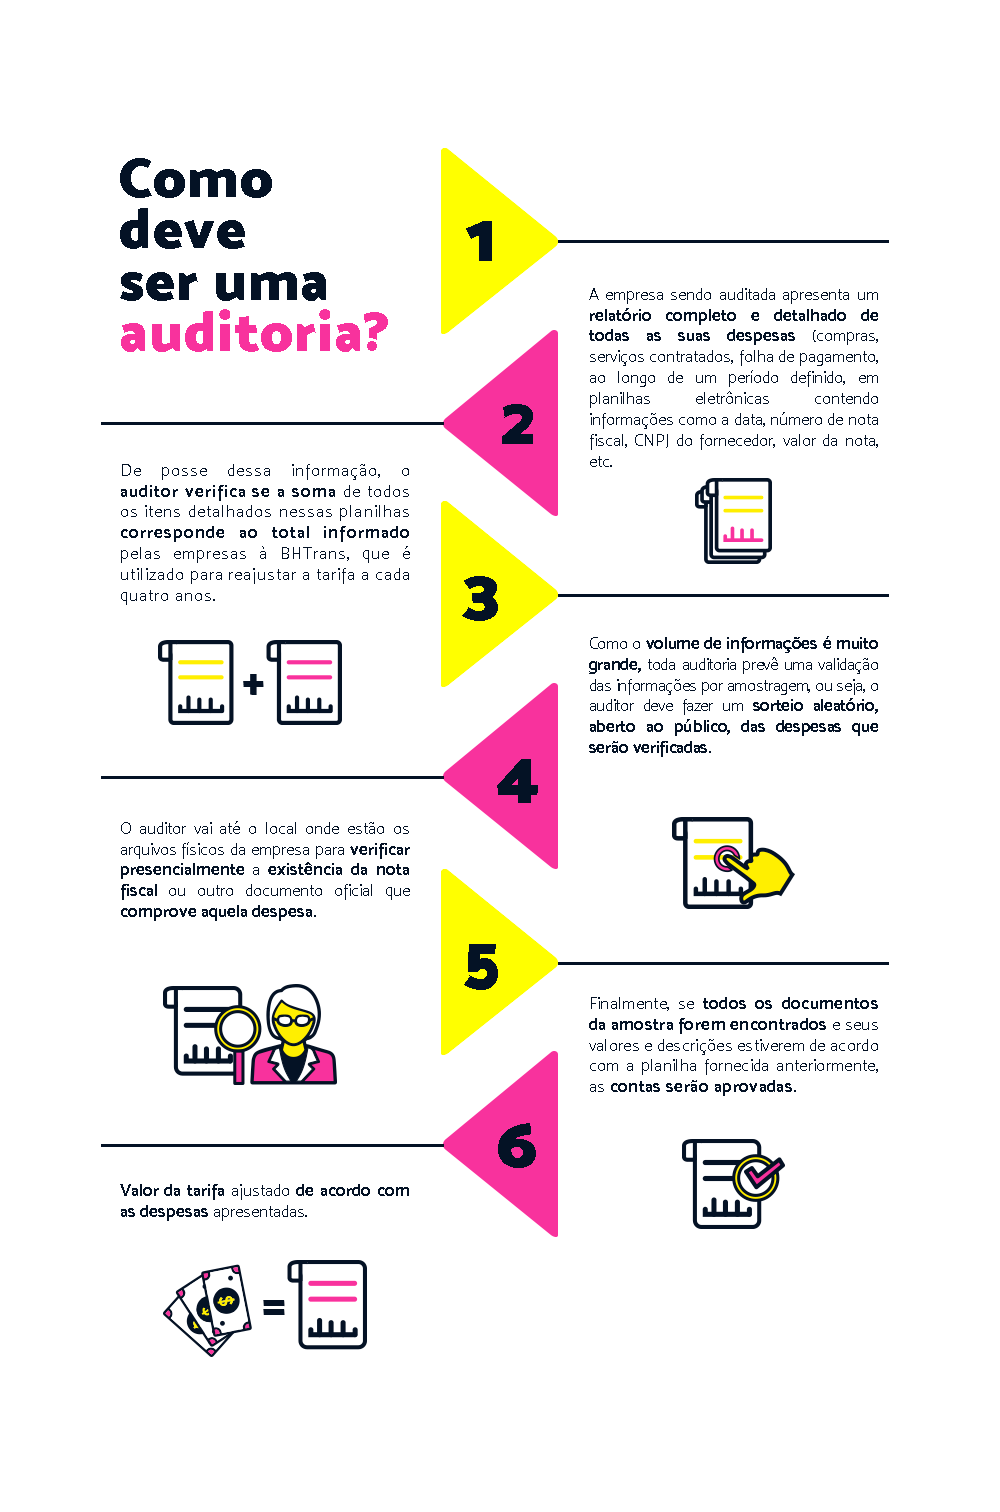 Como
deve
ser uma
auditoria?
1
A empresa sendo auditada apresenta um
relatório completo e detalhado de
todas as suas despesas (compras,
serviços contratados, folha de pagamento,
ao longo de um período definido, em
planilhas eletrônicas contendo
informações como a data, número de nota
fiscal, CNPJ do fornecedor, valor da nota,
etc.
2
De posse dessa informação, o
auditor verifica se a soma de todos
os itens detalhados nessas planilhas
corresponde ao total informado
pelas empresas à BHTrans, que é
utilizado para reajustar a tarifa a cada
quatro anos.
+
3
Como o volume de informações é muito
grande, toda auditoria prevê uma validação
das informações por amostragem, ou seja, o
auditor deve fazer um sorteio aleatório,
aberto ao público, das despesas que
serão verificadas.
4
O auditor vai até o local onde estão os
arquivos físicos da empresa para verificar
presencialmente a existência da nota
fiscal ou outro documento oficial que
comprove aquela despesa.
5
Finalmente, se todos os documentos
da amostra forem encontrados e seus
valores e descrições estiverem de acordo
com a planilha fornecida anteriormente,
as contas serão aprovadas.
6
Valor da tarifa ajustado de acordo com
as despesas apresentadas.
$ =